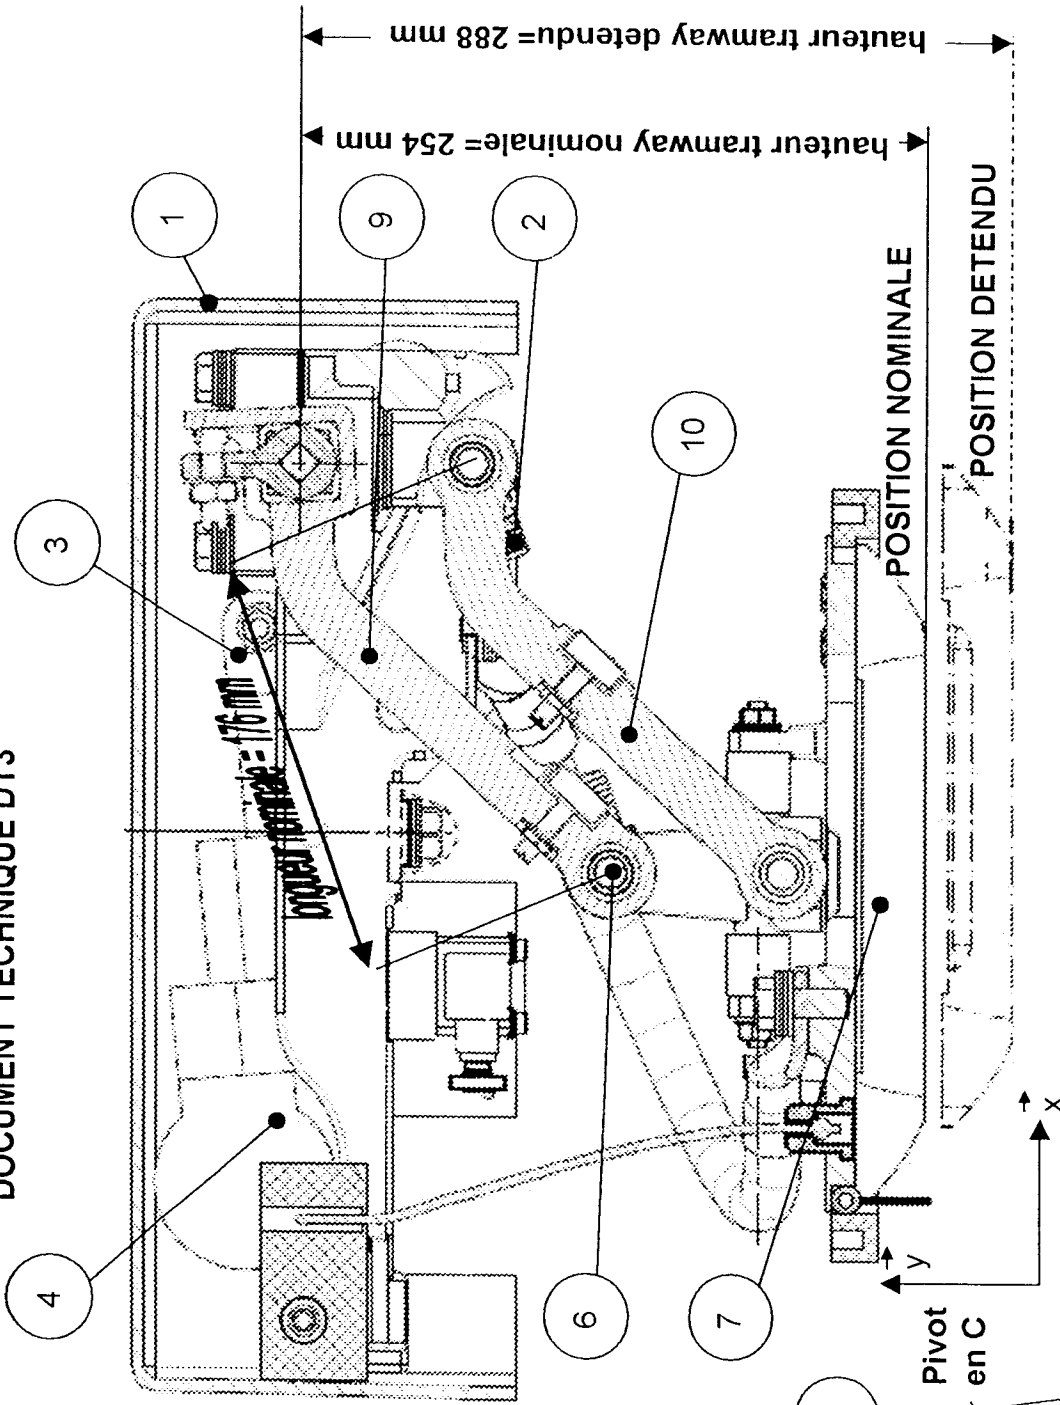 DOCUMENT TECHNIQUE DT3
hauteur tramway detendu= 288 mm
hauteur tramway nominale= 254 mm
1
9
2
3
10
POSITION NOMINALE
POSITION DETENDU
longueur nominale = 176 mm
4
6
7
y
x
Pivot
en C